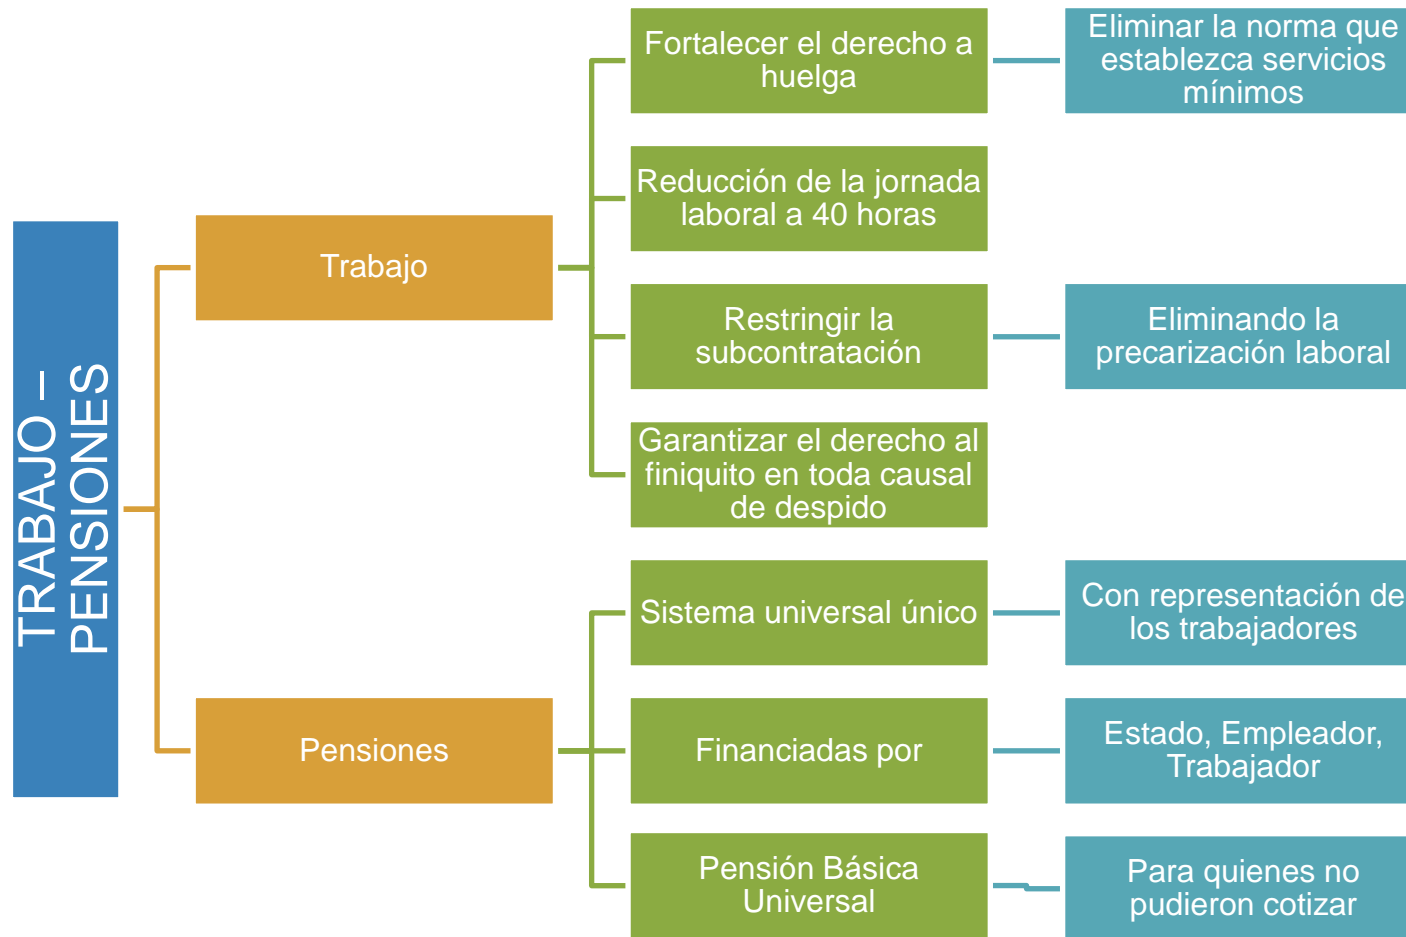 TRABAJO –
PENSIONES
Trabajo
Fortalecer el derecho a
huelga
Eliminar la norma que
establezca servicios
mínimos
Reducción de la jornada
laboral a 40 horas
Restringir la
subcontratación
Eliminando la
precarización laboral
Garantizar el derecho al
finiquito en toda causal
de despido
Pensiones
Sistema universal único
Con representación de
los trabajadores
Financiadas por
Estado, Empleador,
Trabajador
Pensión Básica
Universal
Para quienes no
pudieron cotizar